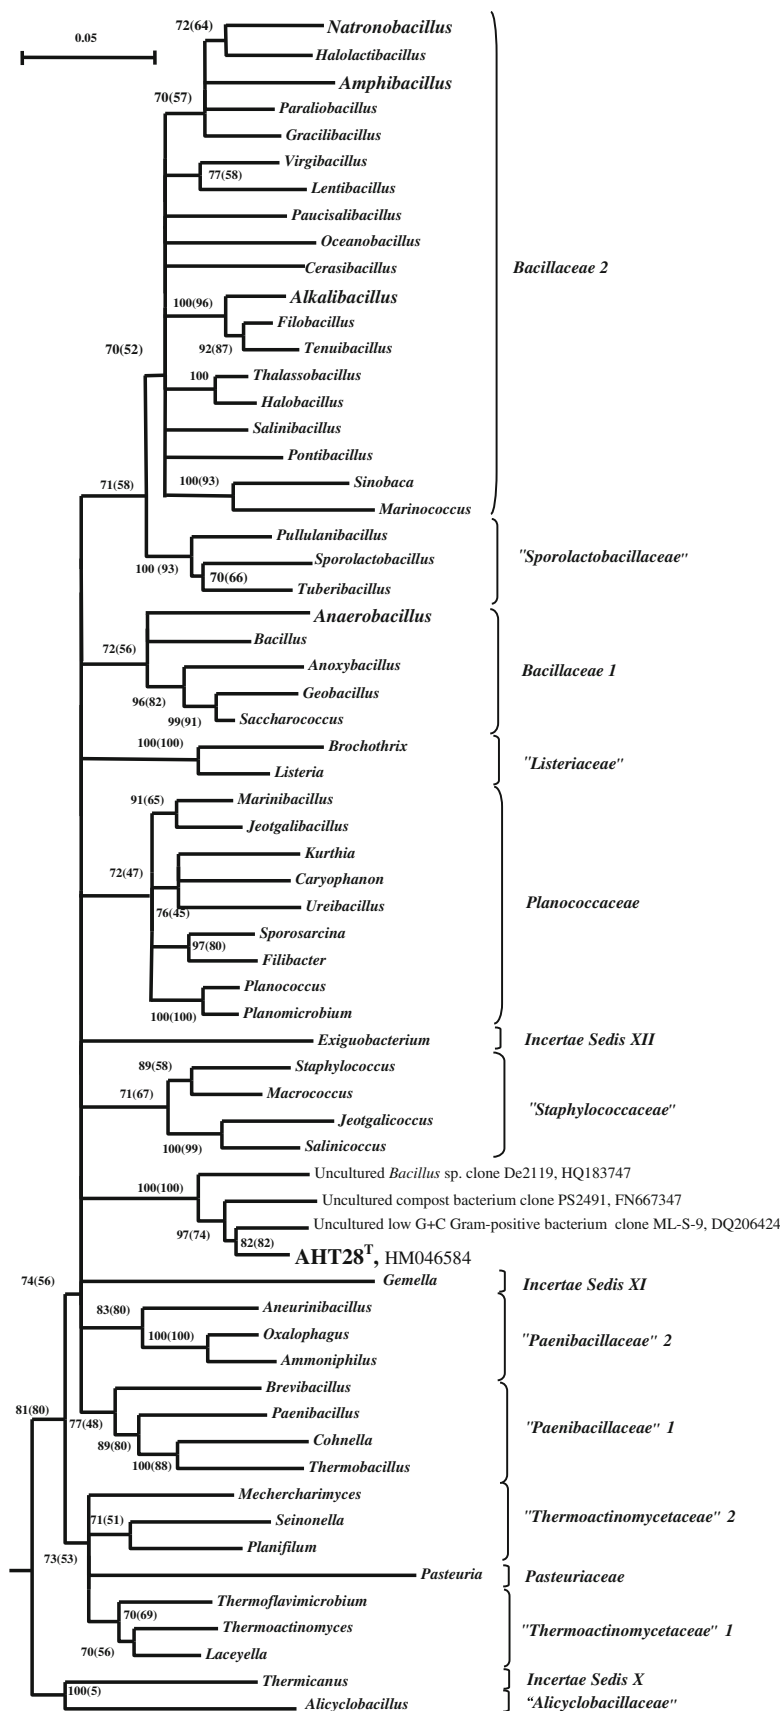 0.05
72(64)
Natronobacillus
Halolactibacillus
Amphibacillus
70(57)
Paraliobacillus
Gracilibacillus
Virgibacillus
77(58)
Lentibacillus
Paucisalibacillus
Oceanobacillus
Cerasibacillus
Bacillaceae 2
100(96)
Alkalibacillus
Filobacillus
92(87)
Tenuibacillus
70(52)
100
Thalassobacillus
Halobacillus
Salinibacillus
Pontibacillus
71(58)
100(93)
Sinobaca
Marinococcus
Pullulanibacillus
100 (93)
Sporolactobacillus
70(66)
Tuberibacillus
"Sporolactobacillaceae"
Anaerobacillus
Bacillus
72(56)
Anoxybacillus
96(82)
Geobacillus
99(91)
Saccharococcus
Bacillaceae 1
100(100)
Brochothrix
Listeria
"Listeriaceae"
91(65)
Marinibacillus
Jeotgalibacillus
72(47)
Kurthia
Caryophanon
76(45)
Ureibacillus
Planococcaceae
Sporosarcina
97(80)
Filibacter
Planococcus
100(100)
Planomicrobium
Exiguobacterium
Incertae Sedis XII
89(58)
Staphylococcus
71(67)
Macrococcus
Jeotgalicoccus
100(99)
Salinicoccus
"Staphylococcaceae"
Uncultured Bacillus sp. clone De2119, HQ183747
100(100)
Uncultured compost bacterium clone PS2491, FN667347
97(74)
Uncultured low G+C Gram-positive bacterium clone ML-S-9, DQ206424
82(82)
AHT28T, HM046584
74(56)
Gemella
Incertae Sedis XI
83(80)
Aneurinibacillus
100(100)
Oxalophagus
Ammoniphilus
"Paenibacillaceae" 2
Brevibacillus
81(80)
77(48)
Paenibacillus
89(80)
Cohnella
100(88)
Thermobacillus
"Paenibacillaceae" 1
Mechercharimyces
71(51)
Seinonella
Planifilum
"Thermoactinomycetaceae" 2
73(53)
Pasteuria
Pasteuriaceae
Thermoflavimicrobium
70(69)
Thermoactinomyces
70(56)
Laceyella
"Thermoactinomycetaceae" 1
Thermicanus
Incertae Sedis X
100(5)
Alicyclobacillus
“Alicyclobacillaceae"